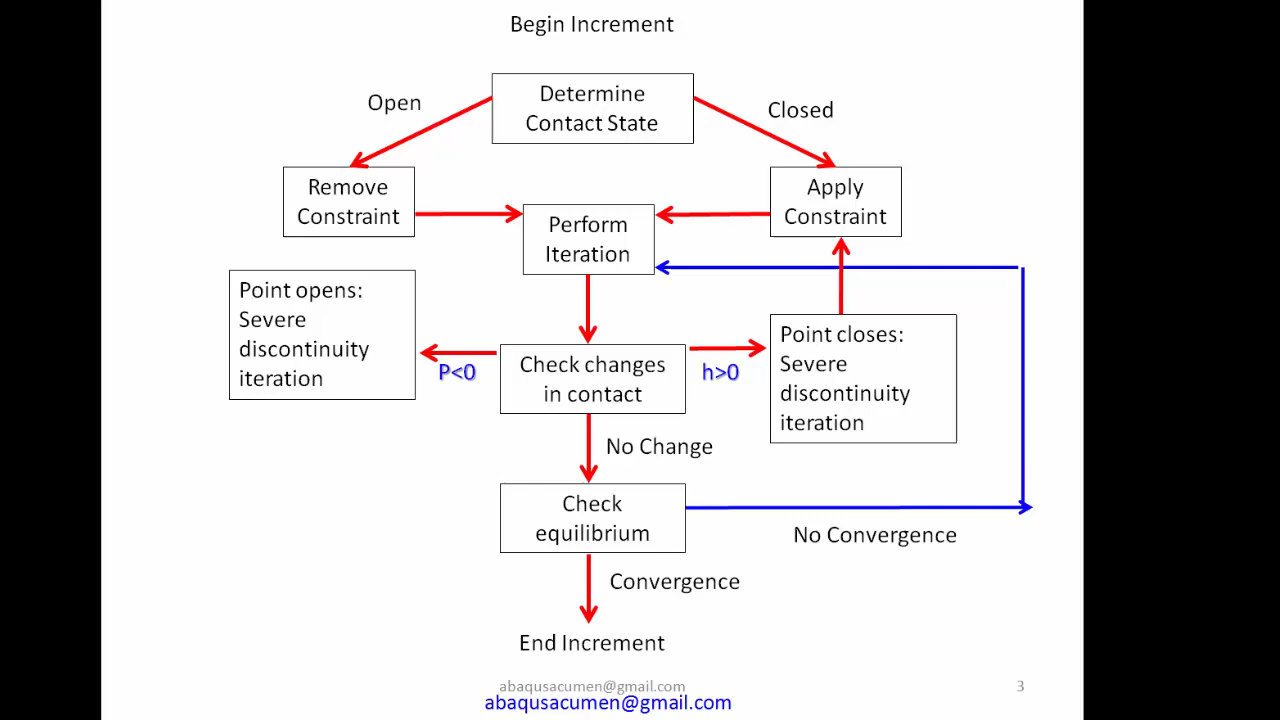 Begin Increment
Determine
Contact State
Open
Closed
Remove
Constraint
Apply
Constraint
Perform
Iteration
Point opens:
Severe
discontinuity
iteration
P<0
Check changes
in contact
h>0
Point closes:
Severe
discontinuity
iteration
No Change
Check
equilibrium
No Convergence
Convergence
End Increment
abaqusacumen@gmail.com
3
abaqusacumen@gmail.com